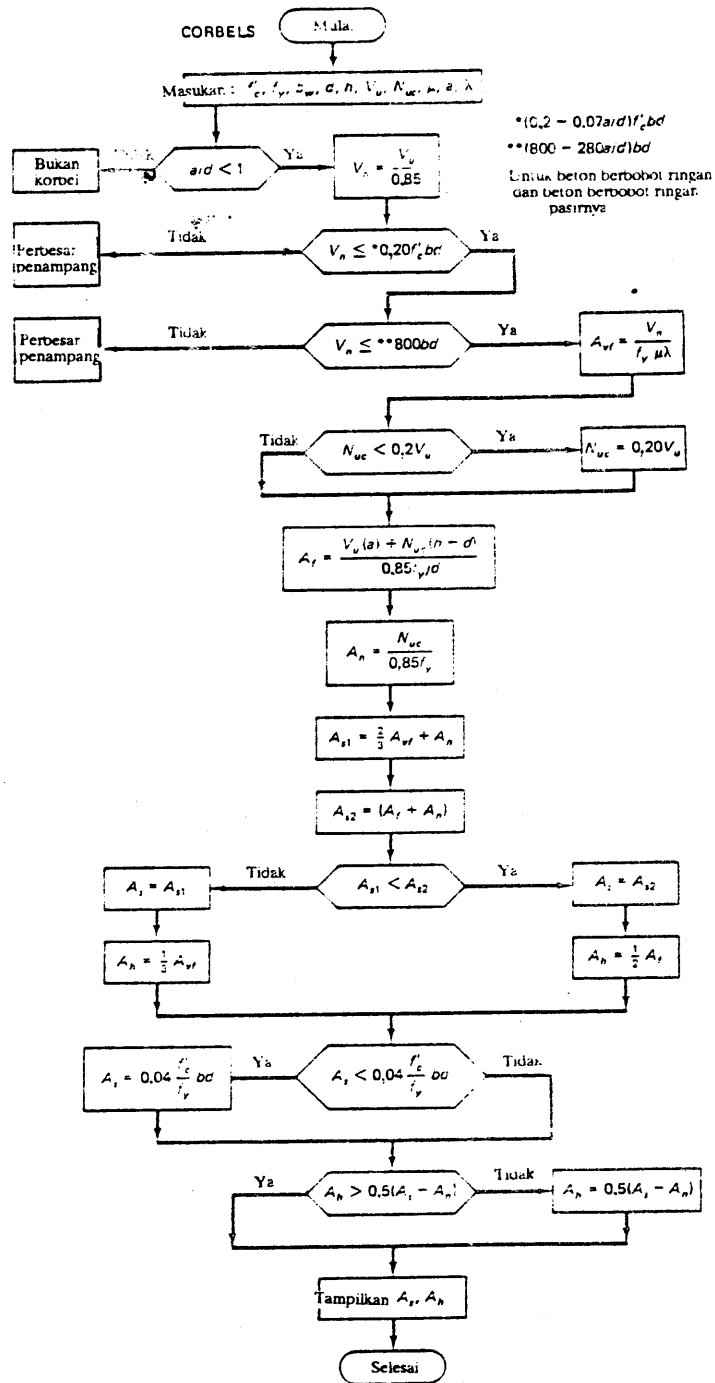 CORBELS
Mulai
Masukan : f'c, fy, bw, d, h, Vu, Nuc, μ, a, λ
*(0,2 − 0,07a/d)f'c bd
**(800 − 280a/d)bd
Untuk beton berbobot ringan
dan beton berbobot ringan
pasirnya
Bukan
korbel
Tidak
a/d < 1
Ya
Vn = Vu / 0,85
Perbesar
penampang
Tidak
Vn ≤ *0,20f'c bd
Ya
Perbesar
penampang
Tidak
Vn ≤ **800bd
Ya
Avf = Vn / fy μλ
Tidak
Nuc < 0,2Vu
Ya
Nuc = 0,20Vu
Af = Vu(a) + Nuc(h − d) / 0,85fy jd
An = Nuc / 0,85fy
As1 = 2/3 Avf + An
As2 = (Af + An)
As = As1
Tidak
As1 < As2
Ya
As = As2
Ah = 1/3 Avf
Ah = 1/2 Af
As = 0,04 f'c / fy bd
Ya
As < 0,04 f'c / fy bd
Tidak
Ya
Ah > 0,5(As − An)
Tidak
Ah = 0,5(As − An)
Tampilkan As, Ah
Selesai